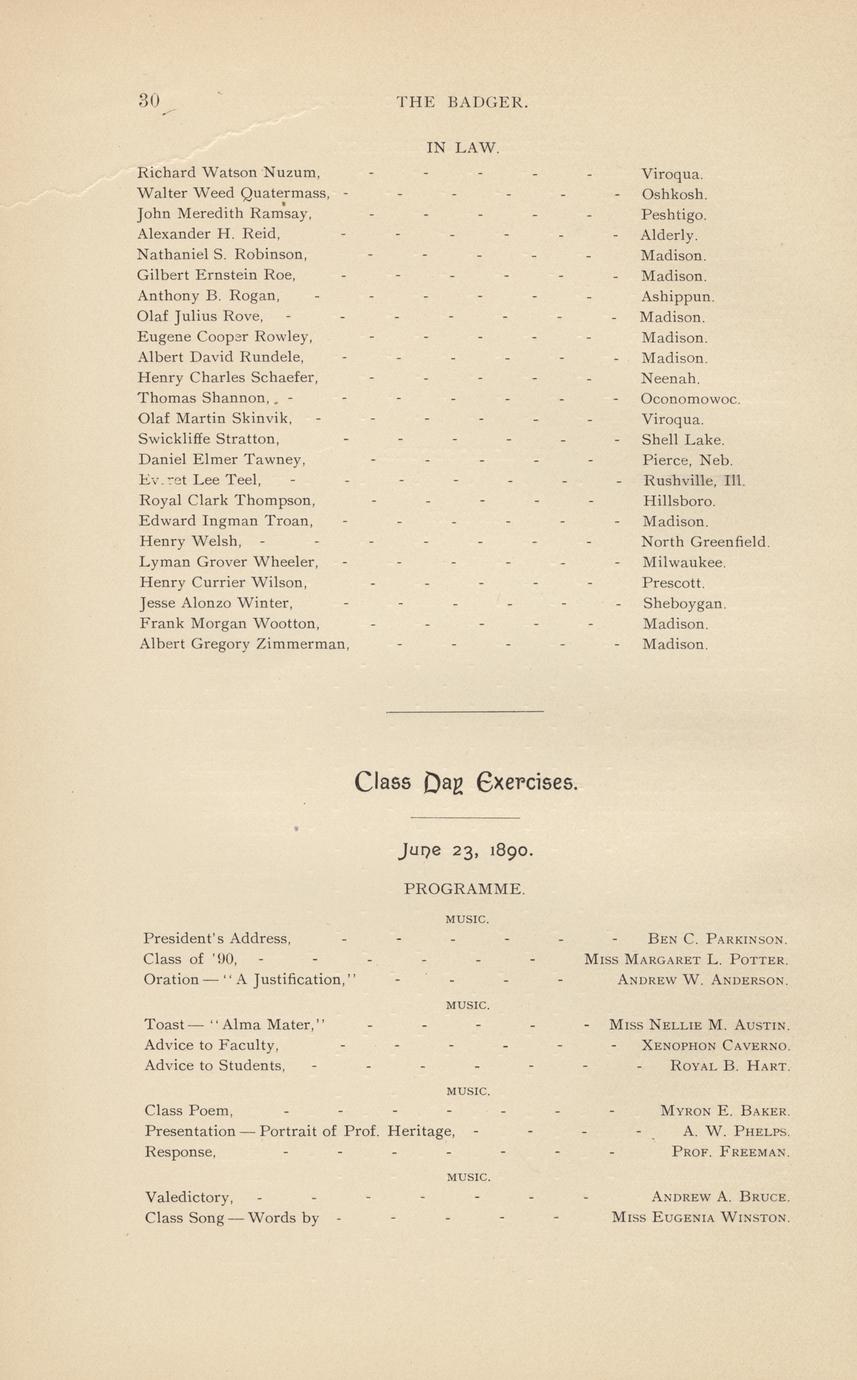 30 THE BADGER.
IN LAW.
Richard Watson Nuzum, - - - - - Viroqua.
Walter Weed Quatermass, - - - - - - Oshkosh.
John Meredith Ramsay, - - - - - Peshtigo.
Alexander H. Reid, - - - - - - Alderly.
Nathaniel S. Robinson, - - - - - Madison.
Gilbert Ernstein Roe, - - - - - - Madison.
Anthony B. Rogan, - - - - - - Ashippun.
Olaf Julius Rove, - - - - - - - Madison.
Eugene Cooper Rowley, - - - - - Madison.
Albert David Rundele, - - - - - - Madison.
Henry Charles Schaefer, - - - - - Neenah.
Thomas Shannon, - - - - - - - Oconomowoc.
Olaf Martin Skinvik, - - - - - - Viroqua.
Swickliffe Stratton, - - - - - - Shell Lake.
Daniel Elmer Tawney, - - - - - Pierce, Neb.
Lee Teel, - - - - - - - Rushville, Ill.
Royal Clark Thompson, - - - - - Hillsboro.
Edward Ingman Troan, - - - - - - Madison.
Henry Welsh, - - - - - - - North Greenfield.
Lyman Grover Wheeler, - - - - - - Milwaukee.
Henry Currier Wilson, - - - - - Prescott.
Jesse Alonzo Winter, - - - - - - Sheboygan.
Frank Morgan Wootton, - - - - - Madison.
Albert Gregory Zimmerman, - - - - - Madison.
Class Day Exercises.
June 23, 1890.
PROGRAMME.
MUSIC.
President's Address, - - - - - - BEN C. PARKINSON.
Class of '90, - - - - - - MISS MARGARET L. POTTER.
Oration — "A Justification," - - - - ANDREW W. ANDERSON.
MUSIC.
Toast — "Alma Mater," - - - - - MISS NELLIE M. AUSTIN.
Advice to Faculty, - - - - - - XENOPHON CAVERNO.
Advice to Students, - - - - - - - ROYAL B. HART.
MUSIC.
Class Poem, - - - - - - - MYRON E. BAKER.
Presentation — Portrait of Prof. Heritage, - - - - A. W. PHELPS.
Response, - - - - - - - PROF. FREEMAN.
MUSIC.
Valedictory, - - - - - - - ANDREW A. BRUCE.
Class Song — Words by - - - - - MISS EUGENIA WINSTON.